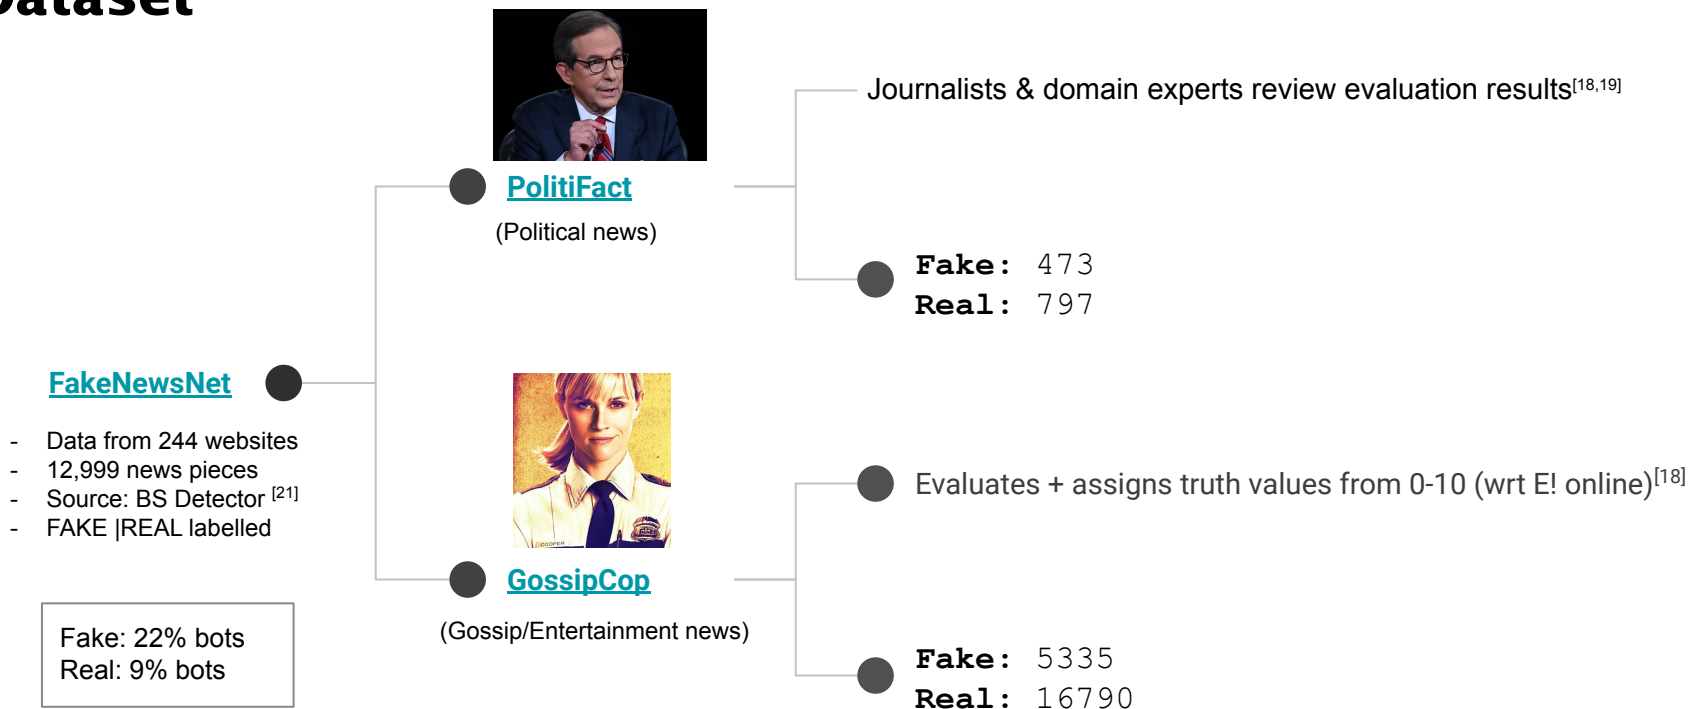 Dataset
Journalists & domain experts review evaluation results[18,19]
PolitiFact
(Political news)
Fake: 473
Real: 797
FakeNewsNet
- Data from 244 websites
- 12,999 news pieces
- Source: BS Detector [21]
- FAKE |REAL labelled
Fake: 22% bots
Real: 9% bots
COOPER
GossipCop
(Gossip/Entertainment news)
Evaluates + assigns truth values from 0-10 (wrt E! online)[18]
Fake: 5335
Real: 16790